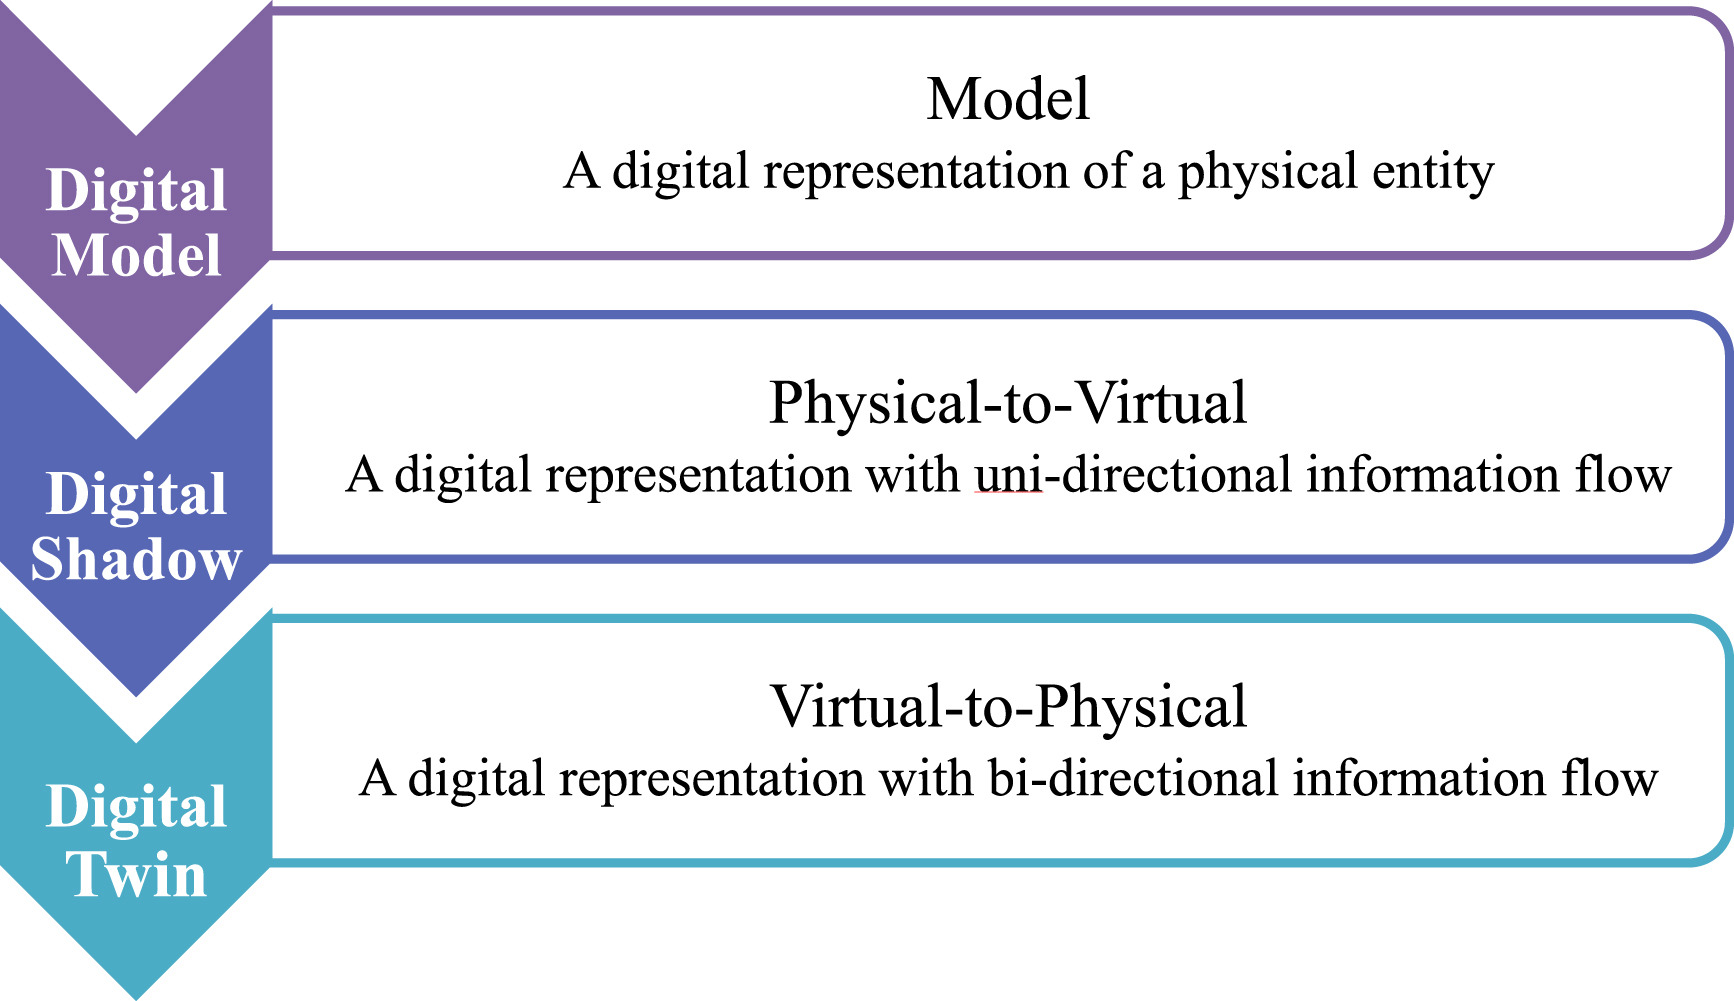 Digital
Model
Model
A digital representation of a physical entity
Digital
Shadow
Physical-to-Virtual
A digital representation with uni-directional information flow
Digital
Twin
Virtual-to-Physical
A digital representation with bi-directional information flow